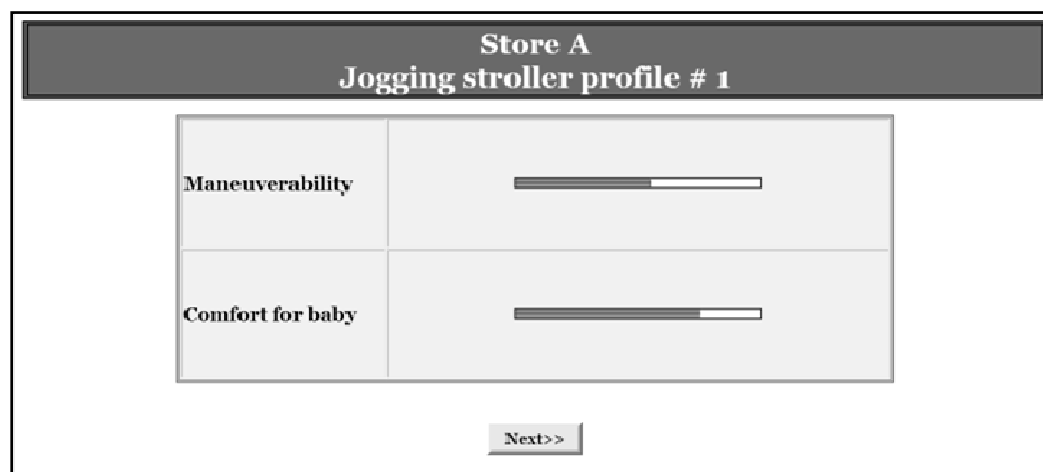 Store A
Jogging stroller profile # 1
Maneuverability
Comfort for baby
Next>>